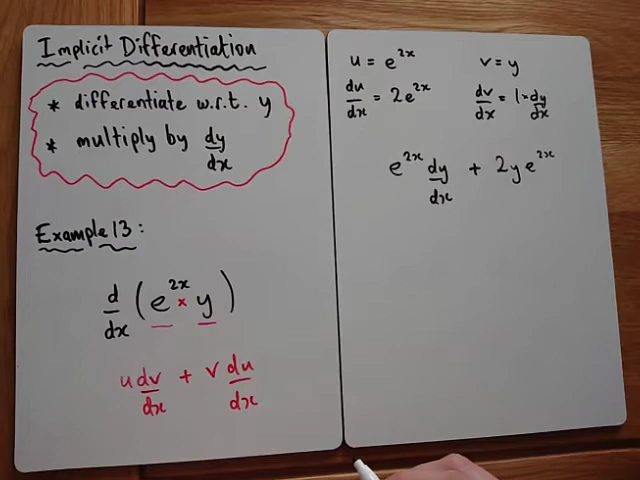 Implicit Differentiation
* differentiate w.r.t. y
* multiply by dy/dx
Example 13:
d/dx (e^2x × y)
u dv/dx + v du/dx
u = e^2x v = y
du/dx = 2e^2x dv/dx = 1 × dy/dx
e^2x dy/dx + 2ye^2x